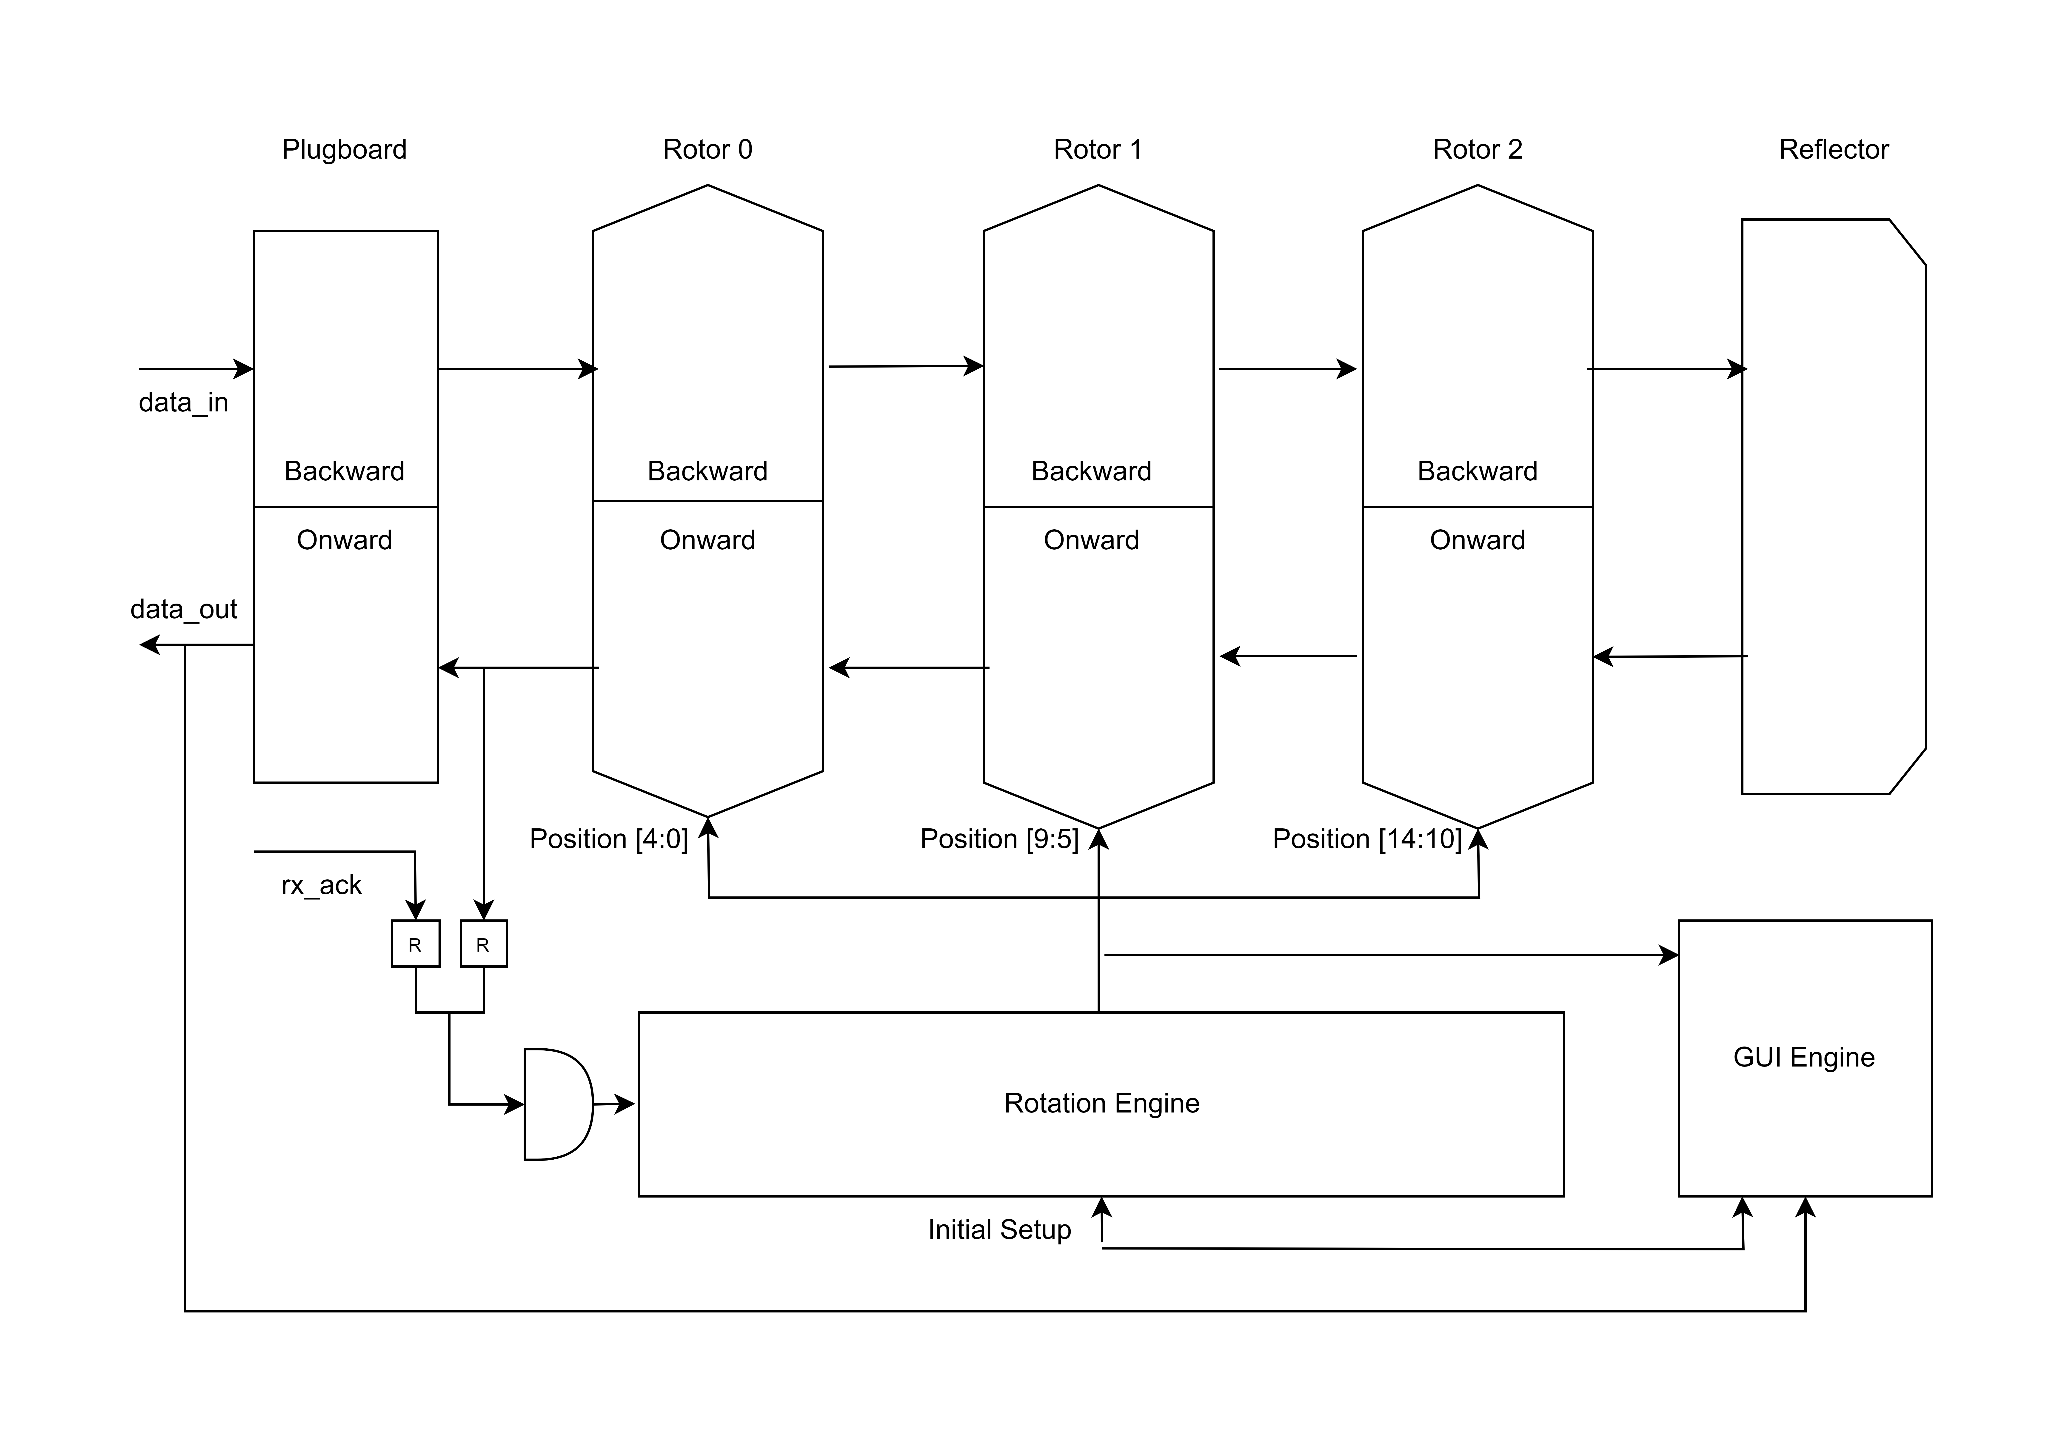 Plugboard
Rotor 0
Rotor 1
Rotor 2
Reflector
data_in
Backward
Backward
Backward
Backward
Onward
Onward
Onward
Onward
data_out
Position [4:0]
Position [9:5]
Position [14:10]
rx_ack
R
R
GUI Engine
Rotation Engine
Initial Setup